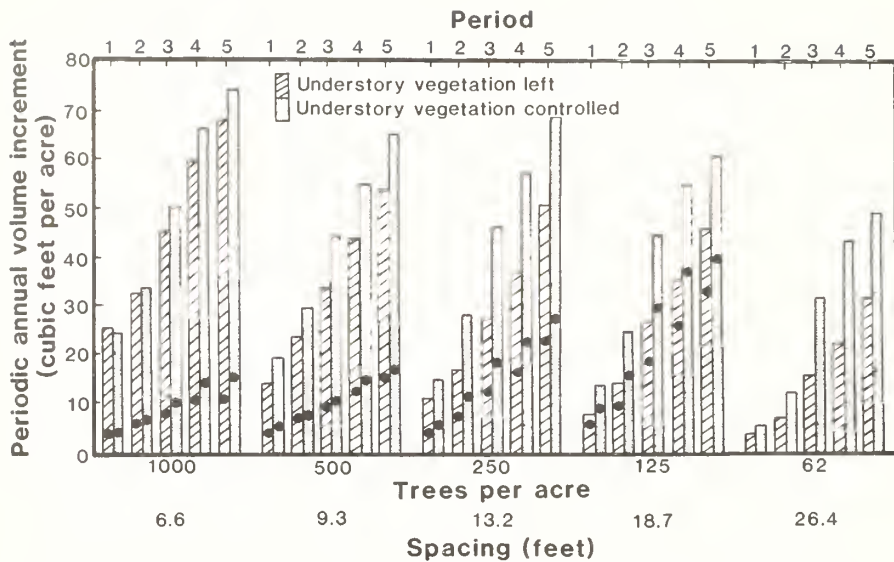 Period
1 2 3 4 5 1 2 3 4 5 1 2 3 4 5 1 2 3 4 5 1 2 3 4 5
Periodic annual volume increment
(cubic feet per acre)
80
70
60
50
40
30
20
10
0
Understory vegetation left
Understory vegetation controlled
1000 500 250 125 62
Trees per acre
6.6 9.3 13.2 18.7 26.4
Spacing (feet)